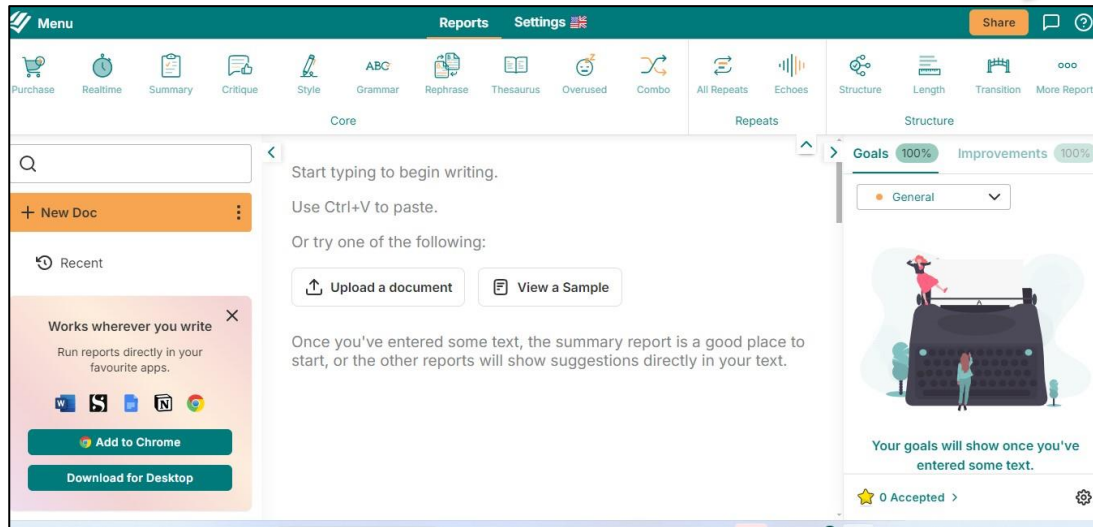 Menu
Reports
Settings
Share
Purchase
Realtime
Summary
Critique
Style
ABC
Grammar
Rephrase
Thesaurus
Overused
Combo
All Repeats
Echoes
Structure
Length
Transition
More Report
Core
Repeats
Structure
+ New Doc
Recent
Works wherever you write
Run reports directly in your
favourite apps.
Add to Chrome
Download for Desktop
Start typing to begin writing.
Use Ctrl+V to paste.
Or try one of the following:
Upload a document
View a Sample
Once you've entered some text, the summary report is a good place to
start, or the other reports will show suggestions directly in your text.
Goals 100%
Improvements 100%
General
Your goals will show once you've
entered some text.
0 Accepted >